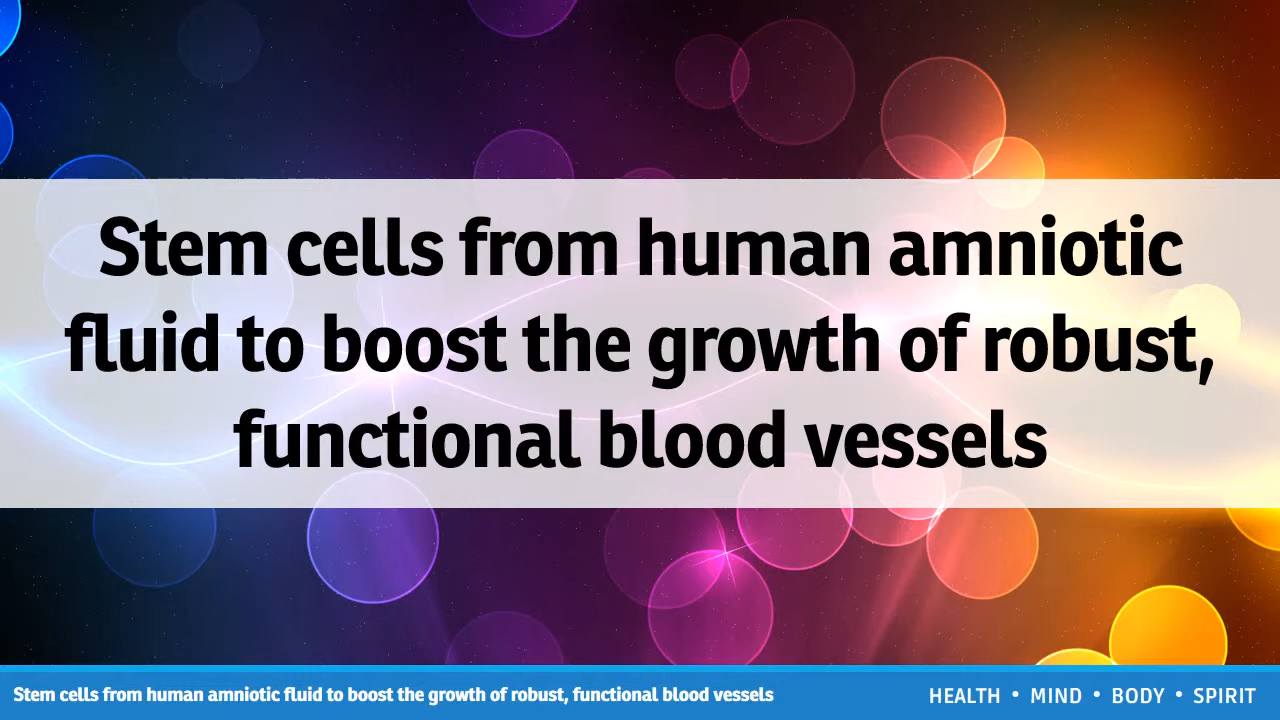 Stem cells from human amniotic
fluid to boost the growth of robust,
functional blood vessels
Stem cells from human amniotic fluid to boost the growth of robust, functional blood vessels
HEALTH • MIND • BODY • SPIRIT